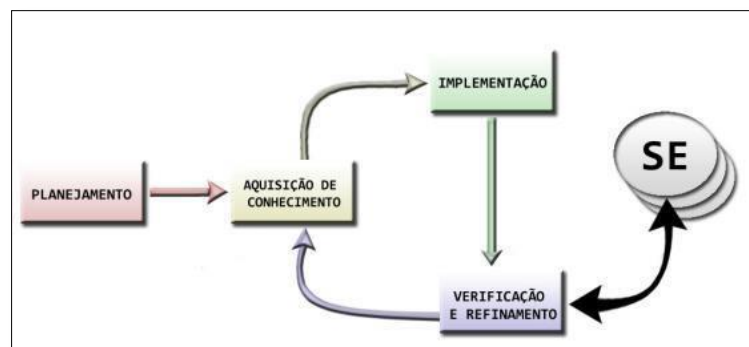 IMPLEMENTAÇÃO
SE
PLANEJAMENTO
AQUISIÇÃO DE
CONHECIMENTO
VERIFICAÇÃO
E REFINAMENTO